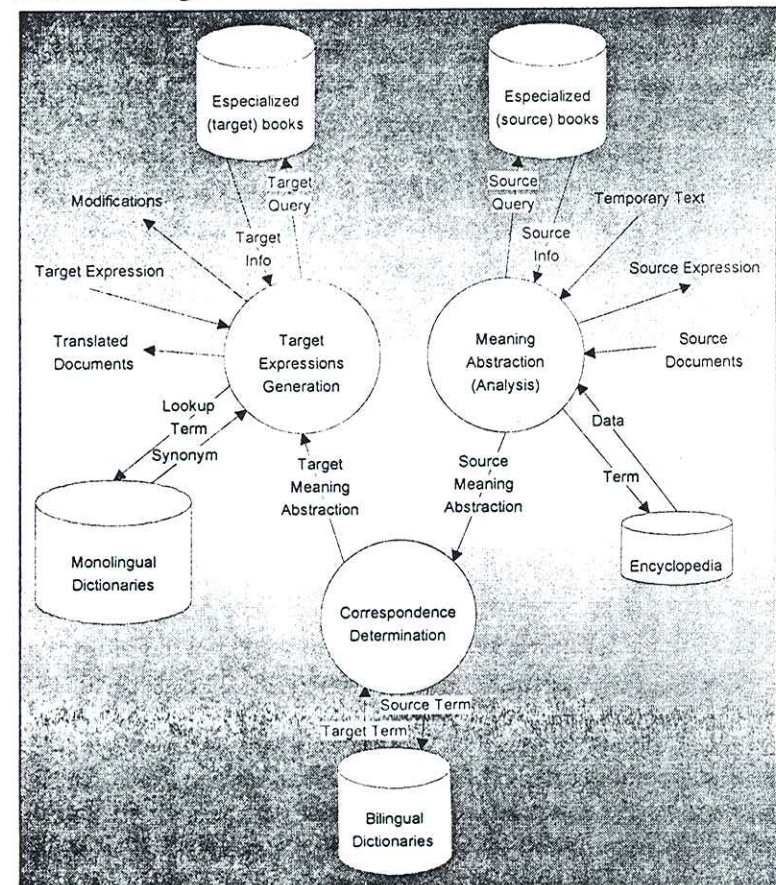 Especialized
(target) books
Especialized
(source) books
Target
Query
Source
Query
Modifications
Temporary Text
Target
Info
Source
Info
Target Expression
Source Expression
Translated
Documents
Target
Expressions
Generation
Meaning
Abstraction
(Analysis)
Source
Documents
Lookup
Term
Synonym
Data
Term
Target
Meaning
Abstraction
Source
Meaning
Abstraction
Monolingual
Dictionaries
Encyclopedia
Correspondence
Determination
Source Term
Target Term
Bilingual
Dictionaries